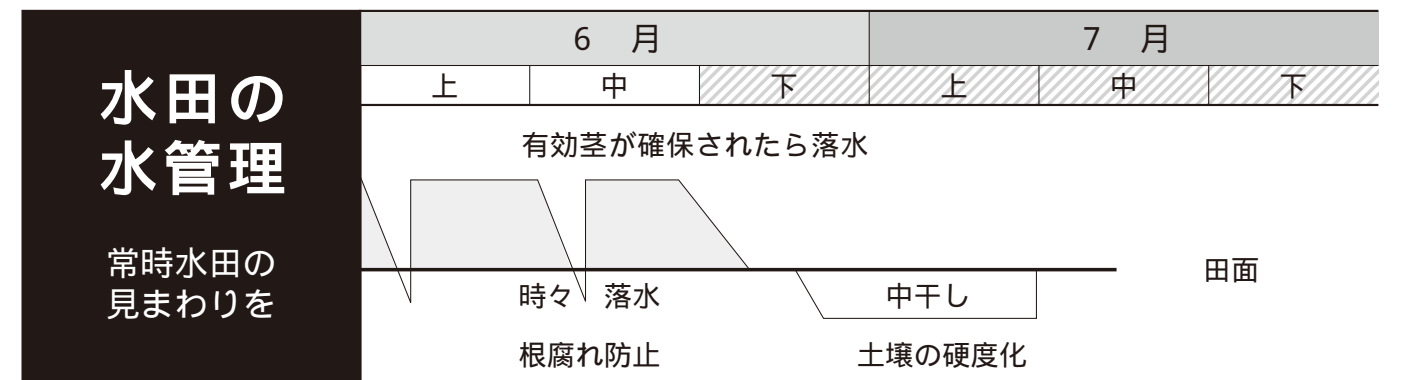 水田の
水管理
常時水田の
見まわりを
6 月
7 月
上 中 下 上 中 下
有効茎が確保されたら落水
時々 落水
中干し
田面
根腐れ防止
土壌の硬度化